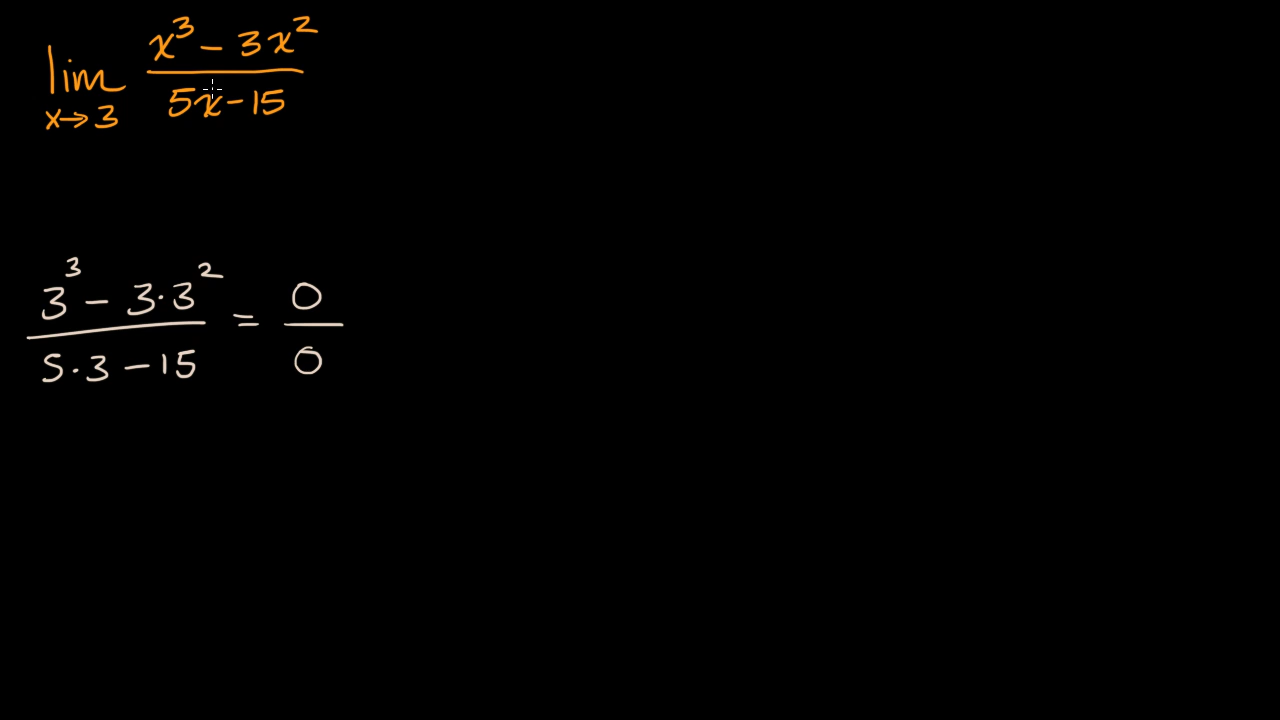 lim x→3 (x³ - 3x²)/(5x - 15)
(3³ - 3·3²)/(5·3 - 15) = 0/0